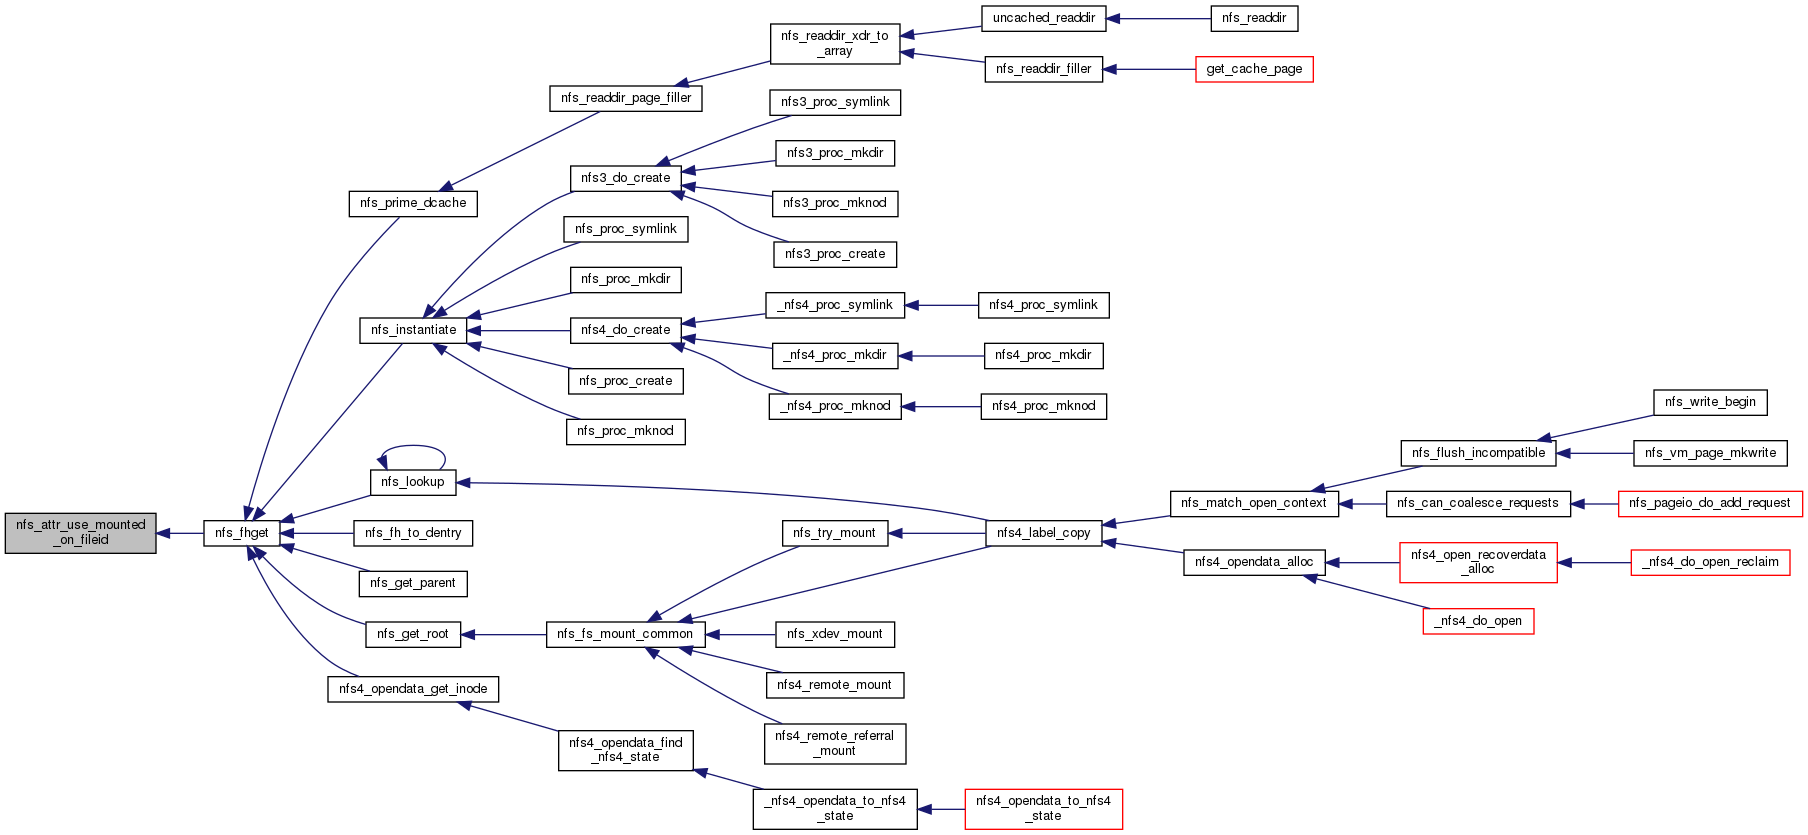 uncached_readdir
nfs_readdir
nfs_readdir_xdr_to
_array
nfs_readdir_filler
get_cache_page
nfs_readdir_page_filler
nfs3_proc_symlink
nfs3_proc_mkdir
nfs3_do_create
nfs_prime_dcache
nfs3_proc_mknod
nfs_proc_symlink
nfs3_proc_create
nfs_proc_mkdir
_nfs4_proc_symlink
nfs4_proc_symlink
nfs_instantiate
nfs4_do_create
_nfs4_proc_mkdir
nfs4_proc_mkdir
nfs_proc_create
_nfs4_proc_mknod
nfs4_proc_mknod
nfs_write_begin
nfs_proc_mknod
nfs_flush_incompatible
nfs_vm_page_mkwrite
nfs_lookup
nfs_match_open_context
nfs_can_coalesce_requests
nfs_pageio_do_add_request
nfs_attr_use_mounted
_on_fileid
nfs_fhget
nfs_fh_to_dentry
nfs_try_mount
nfs4_label_copy
nfs4_opendata_alloc
nfs4_open_recoverdata
_alloc
_nfs4_do_open_reclaim
nfs_get_parent
_nfs4_do_open
nfs_get_root
nfs_fs_mount_common
nfs_xdev_mount
nfs4_remote_mount
nfs4_opendata_get_inode
nfs4_remote_referral
_mount
nfs4_opendata_find
_nfs4_state
_nfs4_opendata_to_nfs4
_state
nfs4_opendata_to_nfs4
_state